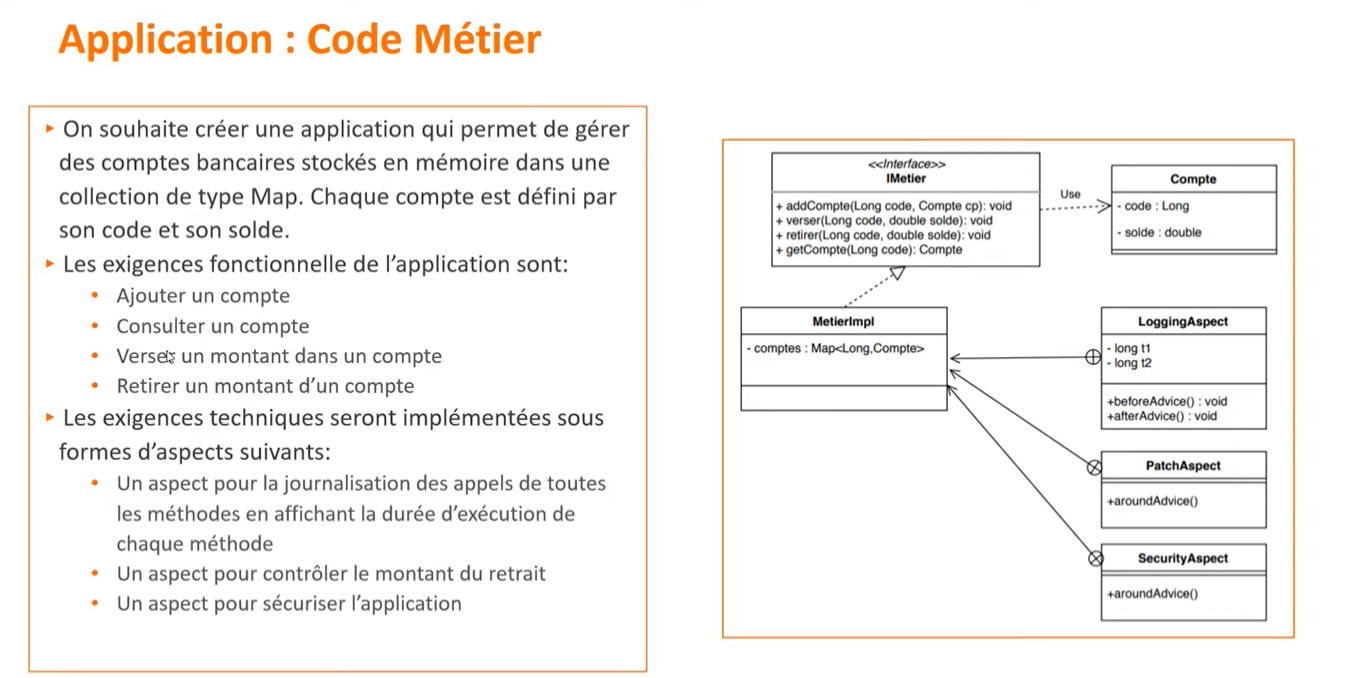 Application : Code Métier
On souhaite créer une application qui permet de gérer
des comptes bancaires stockés en mémoire dans une
collection de type Map. Chaque compte est défini par
son code et son solde.
Les exigences fonctionnelle de l'application sont:
Ajouter un compte
Consulter un compte
Verser un montant dans un compte
Retirer un montant d'un compte
Les exigences techniques seront implémentées sous
formes d'aspects suivants:
Un aspect pour la journalisation des appels de toutes
les méthodes en affichant la durée d'exécution de
chaque méthode
Un aspect pour contrôler le montant du retrait
Un aspect pour sécuriser l'application
<<Interface>>
IMetier
+ addCompte(Long code, Compte cp): void
+ verser(Long code, double solde): void
+ retirer(Long code, double solde): void
+ getCompte(Long code): Compte
Use
Compte
- code : Long
- solde : double
MetierImpl
- comptes : Map<Long,Compte>
LoggingAspect
- long t1
- long t2
+beforeAdvice() : void
+afterAdvice() : void
PatchAspect
+aroundAdvice()
SecurityAspect
+aroundAdvice()